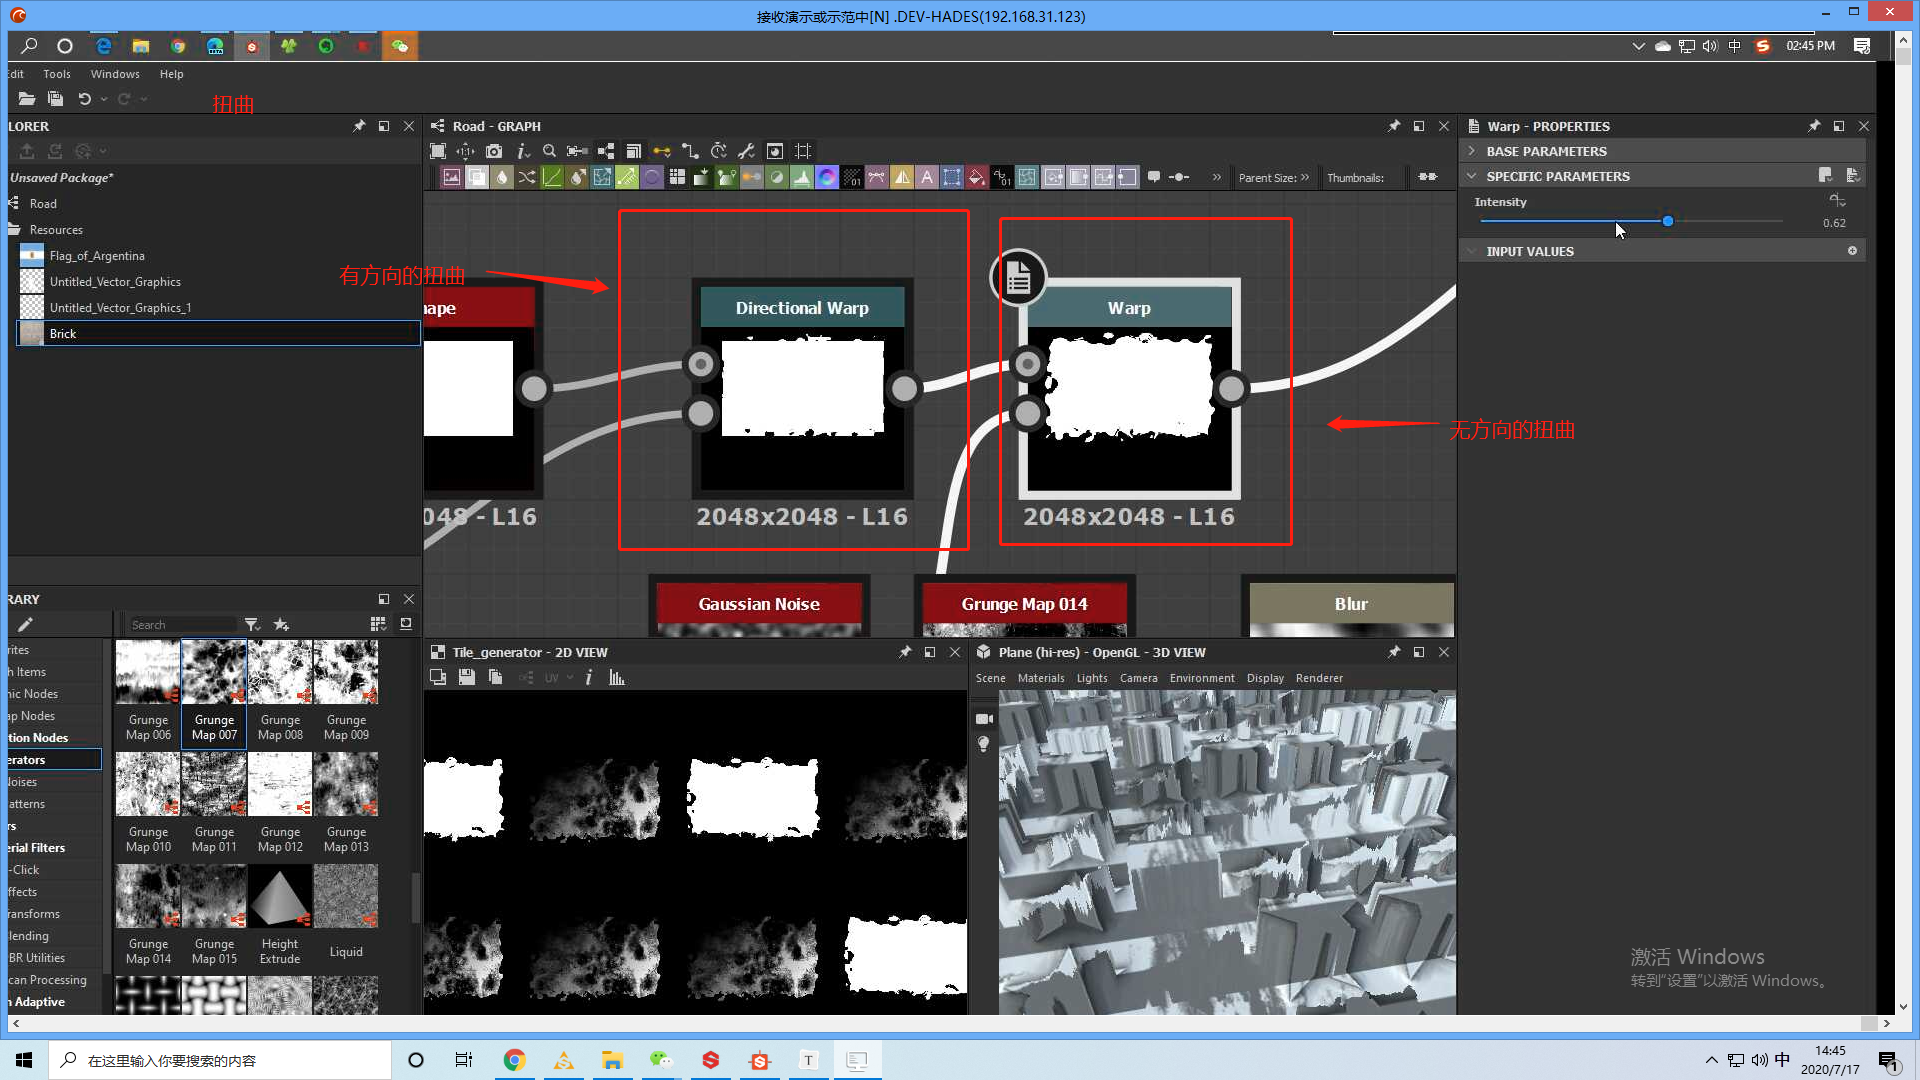 接收演示或示范中[N] .DEV-HADES(192.168.31.123)
中
02:45 PM
dit Tools Windows Help
扭曲
LORER
Unsaved Package*
Road
Resources
Flag_of_Argentina
Untitled_Vector_Graphics
Untitled_Vector_Graphics_1
Brick
Road - GRAPH
Parent Size: »
Thumbnails:
有方向的扭曲
无方向的扭曲
hape
Directional Warp
Warp
048 - L16
2048x2048 - L16
2048x2048 - L16
Gaussian Noise
Grunge Map 014
Blur
Warp - PROPERTIES
BASE PARAMETERS
SPECIFIC PARAMETERS
Intensity
0.62
INPUT VALUES
RARY
Search
rites
h Items
nic Nodes
ap Nodes
tion Nodes
erators
Noises
atterns
rs
erial Filters
-Click
ffects
ransforms
lending
BR Utilities
can Processing
n Adaptive
Grunge Map 006
Grunge Map 007
Grunge Map 008
Grunge Map 009
Grunge Map 010
Grunge Map 011
Grunge Map 012
Grunge Map 013
Grunge Map 014
Grunge Map 015
Height Extrude
Liquid
Tile_generator - 2D VIEW
UV
Plane (hi-res) - OpenGL - 3D VIEW
Scene Materials Lights Camera Environment Display Renderer
激活 Windows
转到“设置”以激活 Windows。
在这里输入你要搜索的内容
中
14:45
2020/7/17
1